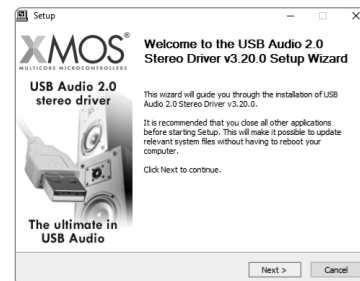 Setup
XMOS®
MULTICORE MICROCONTROLLERS
USB Audio 2.0
stereo driver
The ultimate in
USB Audio
Welcome to the USB Audio 2.0
Stereo Driver v3.20.0 Setup Wizard
This wizard will guide you through the installation of USB
Audio 2.0 Stereo Driver v3.20.0.
It is recommended that you close all other applications
before starting Setup. This will make it possible to update
relevant system files without having to reboot your
computer.
Click Next to continue.
Next >
Cancel